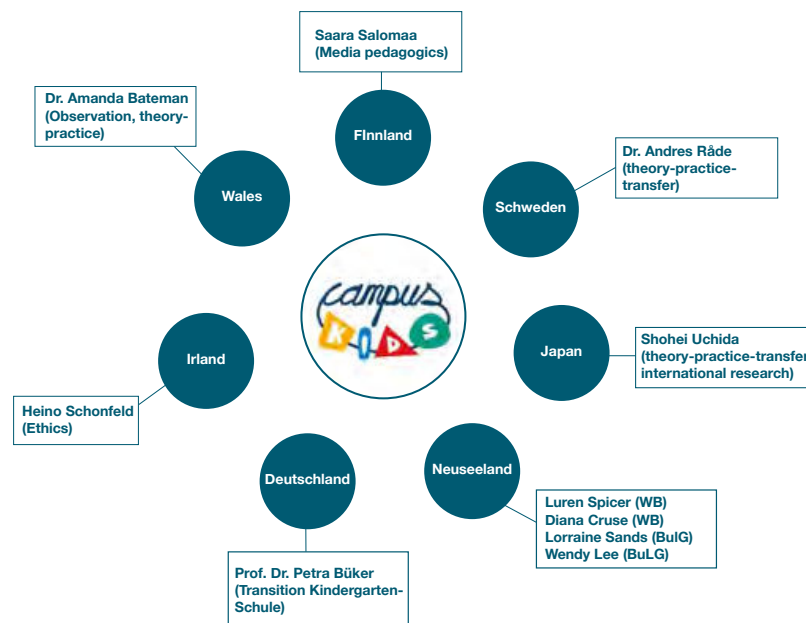 Saara Salomaa
(Media pedagogics)
FInnland
Dr. Amanda Bateman
(Observation, theory-
practice)
Wales
Dr. Andres Råde
(theory-practice-
transfer)
Schweden
campus
KIDS
Shohei Uchida
(theory-practice-transfer
international research)
Japan
Irland
Heino Schonfeld
(Ethics)
Deutschland
Neuseeland
Luren Spicer (WB)
Diana Cruse (WB)
Lorraine Sands (BulG)
Wendy Lee (BuLG)
Prof. Dr. Petra Büker
(Transition Kindergarten-
Schule)